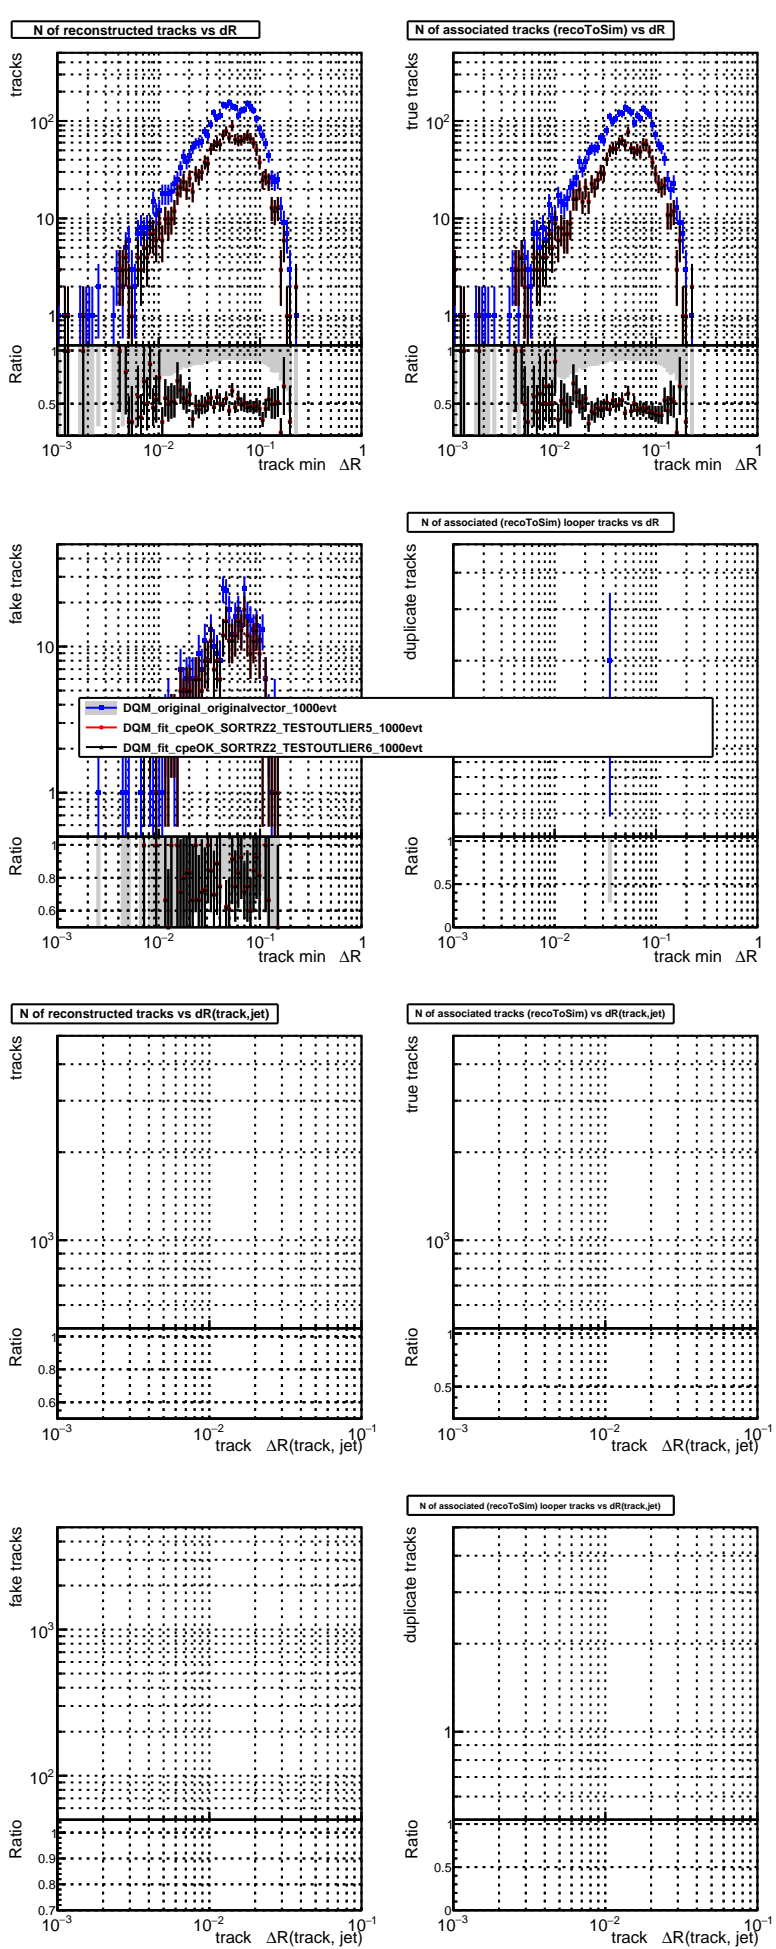 N of reconstructed tracks vs dR
tracks
10²
10
1
Ratio
1
0.5
10⁻³ 10⁻² 10⁻¹ 1
track min ΔR
N of associated tracks (recoToSim) vs dR
true tracks
10²
10
1
Ratio
1
0.5
10⁻³ 10⁻² 10⁻¹ 1
track min ΔR
fake tracks
10
1
Ratio
1
0.8
0.6
10⁻³ 10⁻² 10⁻¹ 1
track min ΔR
N of associated (recoToSim) looper tracks vs dR
duplicate tracks
Ratio
1
0.5
0
10⁻³ 10⁻² 10⁻¹ 1
track min ΔR
DQM_original_originalvector_1000evt
DQM_fit_cpeOK_SORTRZ2_TESTOUTLIER5_1000evt
DQM_fit_cpeOK_SORTRZ2_TESTOUTLIER6_1000evt
N of reconstructed tracks vs dR(track,jet)
tracks
10³
Ratio
1
0.8
0.6
10⁻³ 10⁻² 10⁻¹
track ΔR(track, jet)
N of associated tracks (recoToSim) vs dR(track,jet)
true tracks
10³
Ratio
1
0.5
10⁻³ 10⁻² 10⁻¹
track ΔR(track, jet)
fake tracks
10³
10²
Ratio
1
0.9
0.8
0.7
10⁻³ 10⁻² 10⁻¹
track ΔR(track, jet)
N of associated (recoToSim) looper tracks vs dR(track,jet)
duplicate tracks
1
Ratio
1
0.5
0
10⁻³ 10⁻² 10⁻¹
track ΔR(track, jet)